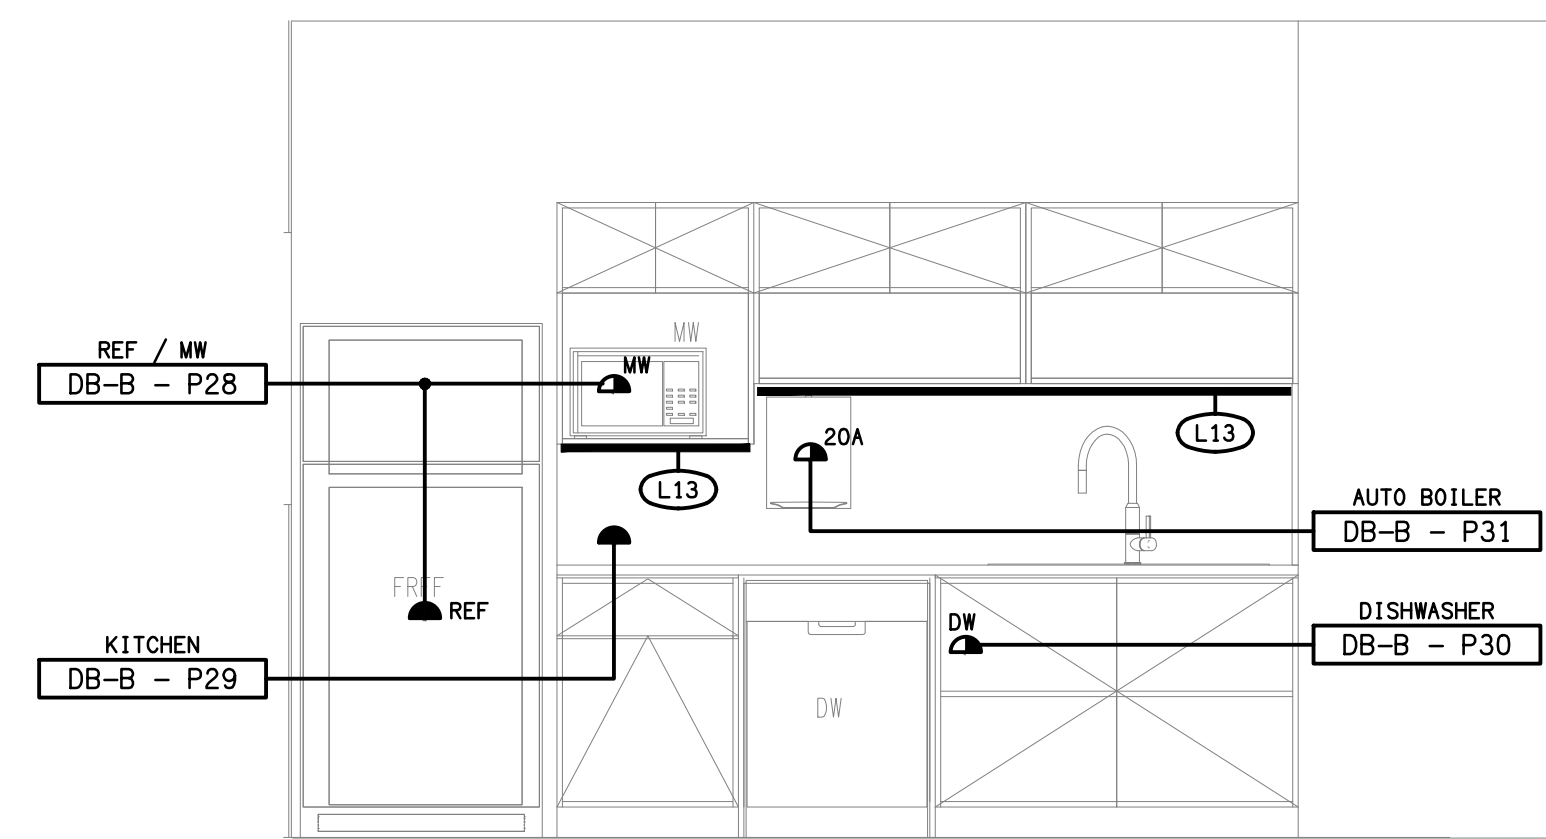 MW
REF / MW
MW
DB-B - P28
20A
L13
L13
AUTO BOILER
DB-B - P31
REF
DW
DISHWASHER
KITCHEN
DB-B - P30
DB-B - P29
DW